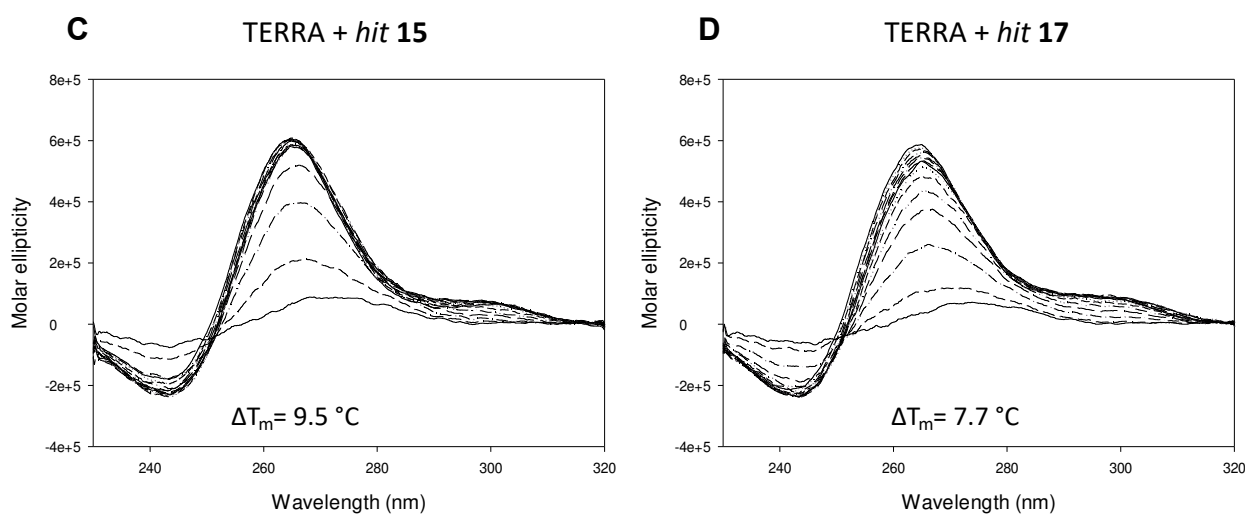 C
TERRA + hit 15
8e+5
6e+5
4e+5
2e+5
0
-2e+5
-4e+5
Molar ellipticity
ΔTm= 9.5 °C
240
260
280
300
320
Wavelength (nm)
D
TERRA + hit 17
8e+5
6e+5
4e+5
2e+5
0
-2e+5
-4e+5
Molar ellipticity
ΔTm= 7.7 °C
240
260
280
300
320
Wavelength (nm)